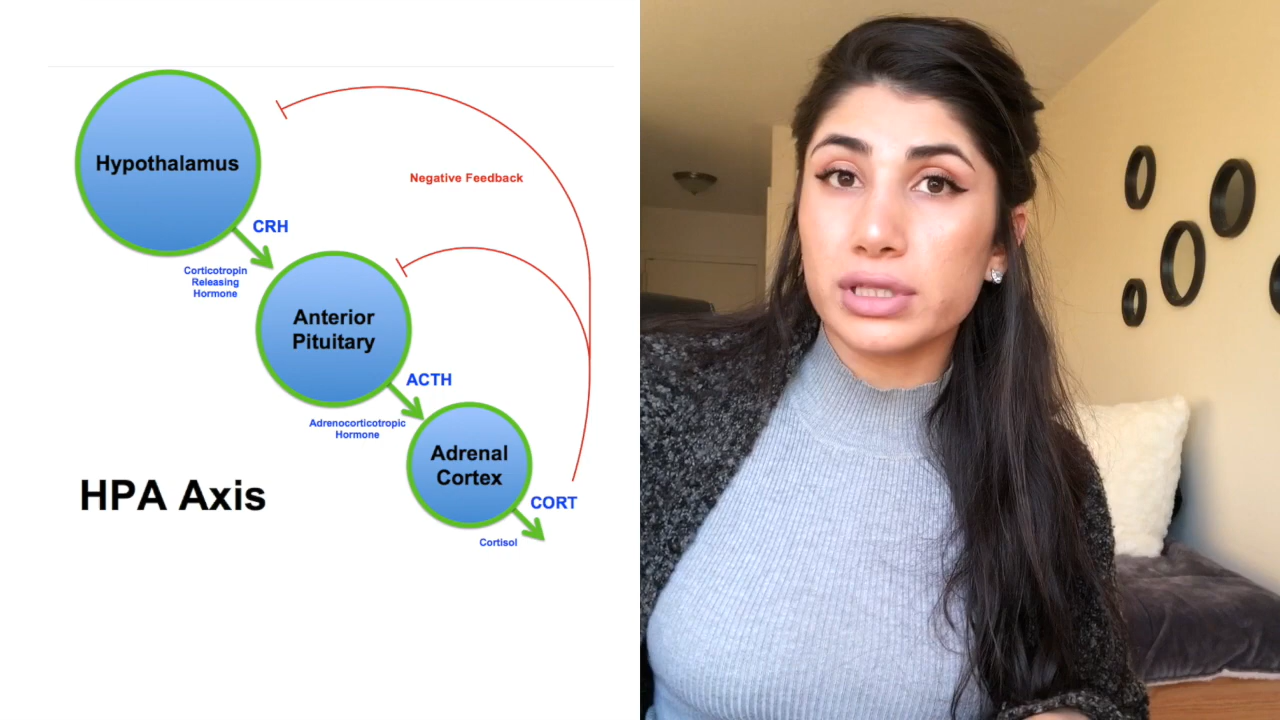 Hypothalamus
Negative Feedback
CRH
Corticotropin
Releasing
Hormone
Anterior
Pituitary
ACTH
Adrenocorticotropic
Hormone
Adrenal
Cortex
HPA Axis
CORT
Cortisol